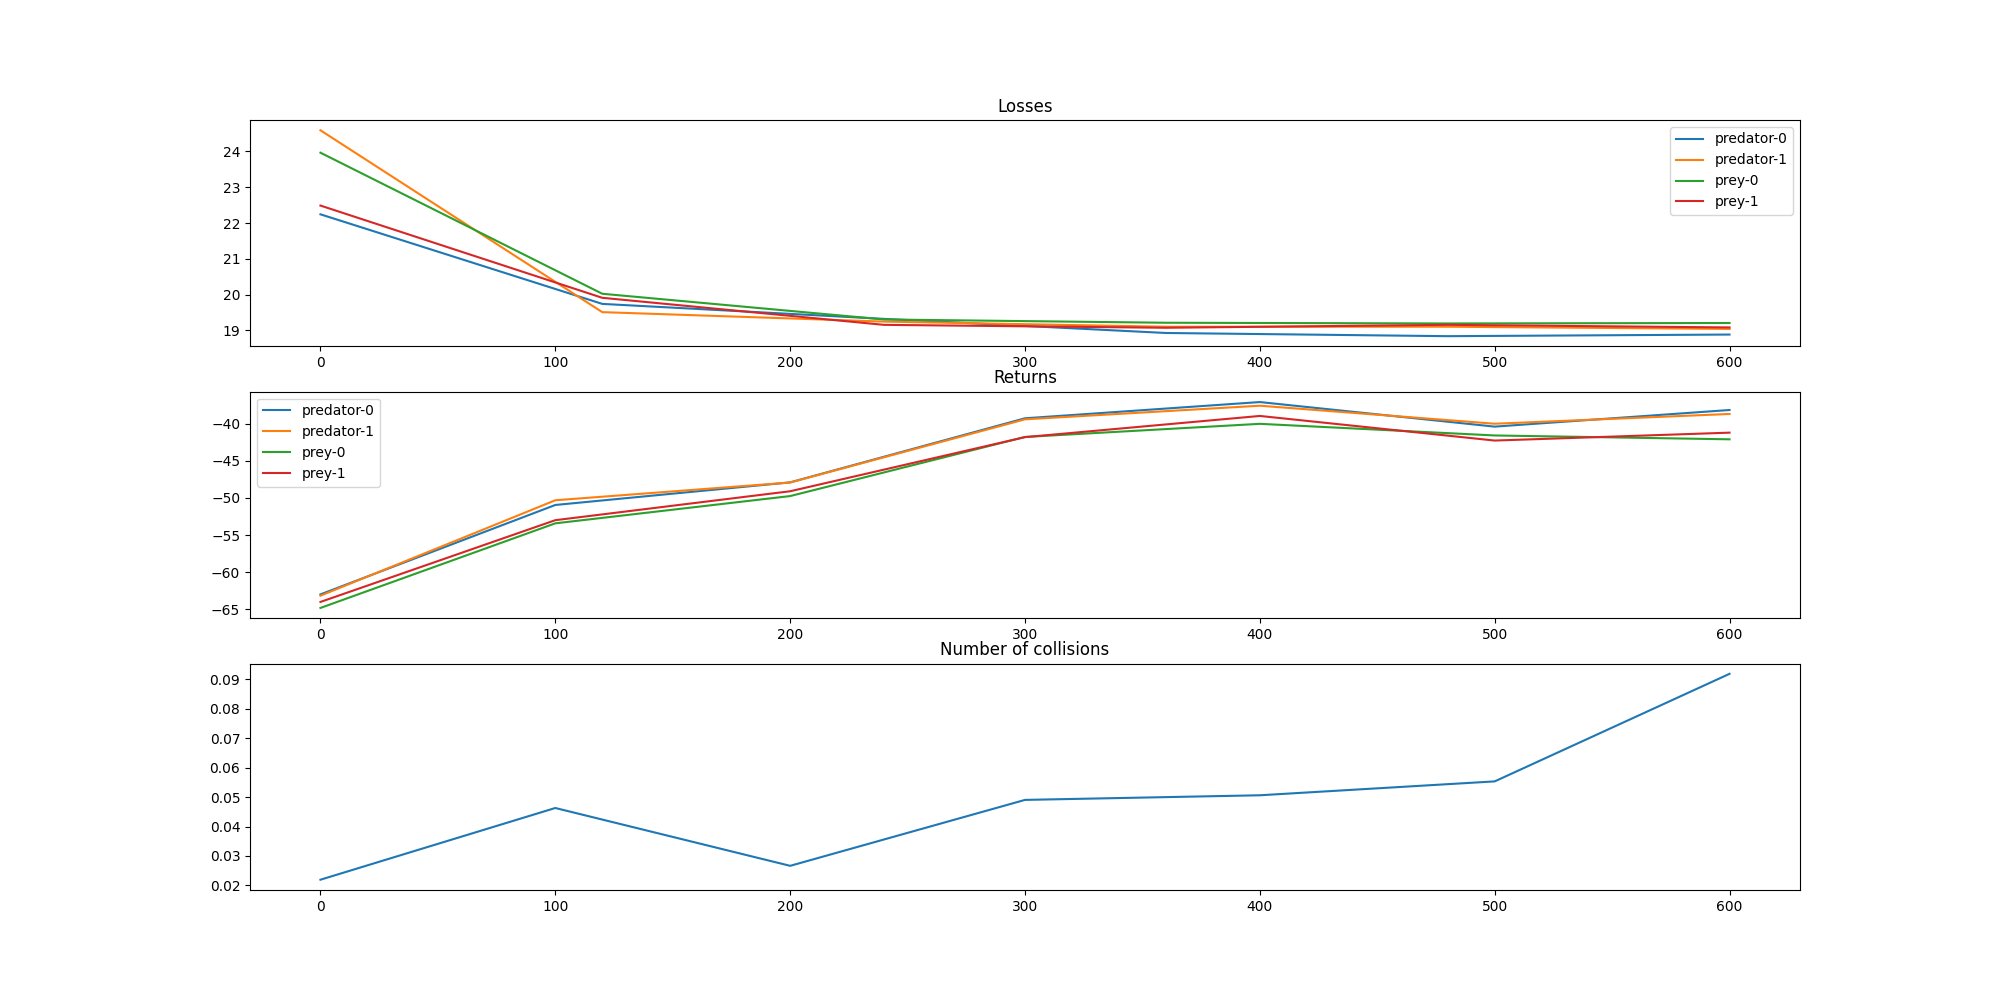 Losses
24
23
22
21
20
19
predator-0
predator-1
prey-0
prey-1
0 100 200 300 400 500 600
Returns
−40
−45
−50
−55
−60
−65
predator-0
predator-1
prey-0
prey-1
0 100 200 300 400 500 600
Number of collisions
0.09
0.08
0.07
0.06
0.05
0.04
0.03
0.02
0 100 200 300 400 500 600